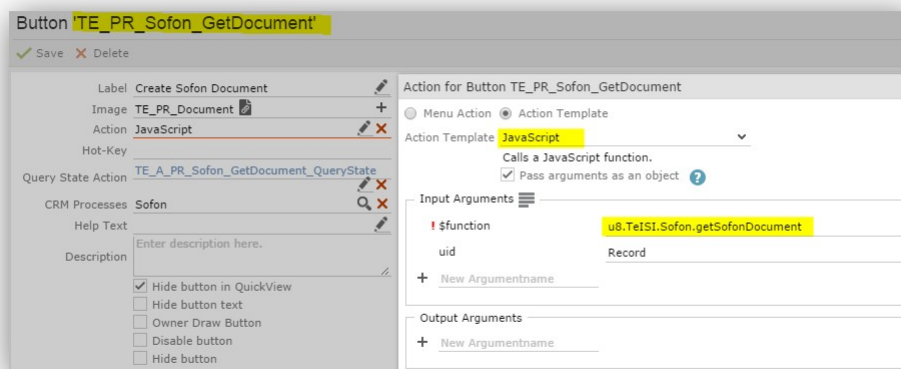 Button 'TE_PR_Sofon_GetDocument'
Save Delete
Label Create Sofon Document
Image TE_PR_Document
Action JavaScript
Hot-Key
Query State Action TE_A_PR_Sofon_GetDocument_QueryState
CRM Processes Sofon
Help Text
Description Enter description here.
Hide button in QuickView
Hide button text
Owner Draw Button
Disable button
Hide button
Action for Button TE_PR_Sofon_GetDocument
Menu Action Action Template
Action Template JavaScript
Calls a JavaScript function.
Pass arguments as an object ?
Input Arguments
! $function u8.TeISI.Sofon.getSofonDocument
uid Record
+ New Argumentname
Output Arguments
+ New Argumentname